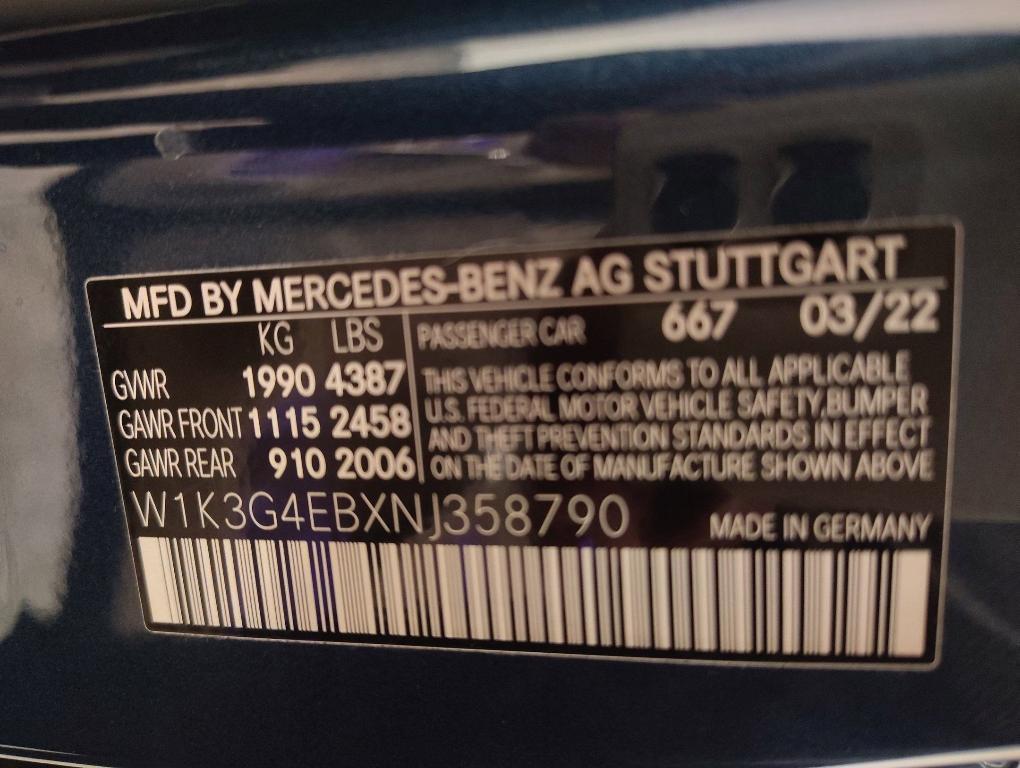 MFD BY MERCEDES-BENZ AG STUTTGART
KG LBS
GVWR 1990 4387
GAWR FRONT 1115 2458
GAWR REAR 910 2006
PASSENGER CAR 667 03/22
THIS VEHICLE CONFORMS TO ALL APPLICABLE
U.S. FEDERAL MOTOR VEHICLE SAFETY, BUMPER
AND THEFT PREVENTION STANDARDS IN EFFECT
ON THE DATE OF MANUFACTURE SHOWN ABOVE
W1K3G4EBXNJ358790
MADE IN GERMANY